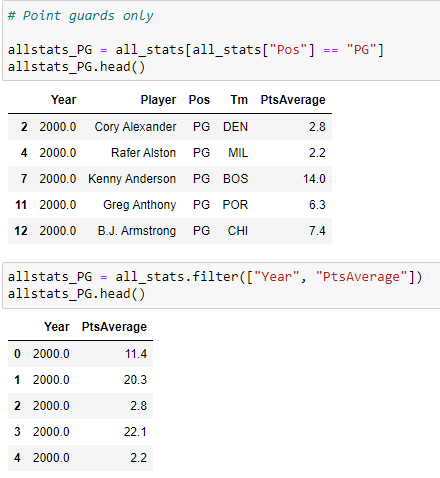 # Point guards only
allstats_PG = all_stats[all_stats["Pos"] == "PG"]
allstats_PG.head()
Year Player Pos Tm PtsAverage
2 2000.0 Cory Alexander PG DEN 2.8
4 2000.0 Rafer Alston PG MIL 2.2
7 2000.0 Kenny Anderson PG BOS 14.0
11 2000.0 Greg Anthony PG POR 6.3
12 2000.0 B.J. Armstrong PG CHI 7.4
allstats_PG = all_stats.filter(["Year", "PtsAverage"])
allstats_PG.head()
Year PtsAverage
0 2000.0 11.4
1 2000.0 20.3
2 2000.0 2.8
3 2000.0 22.1
4 2000.0 2.2